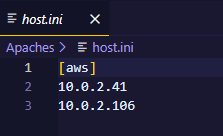 host.ini
Apaches > host.ini
1 [aws]
2 10.0.2.41
3 10.0.2.106